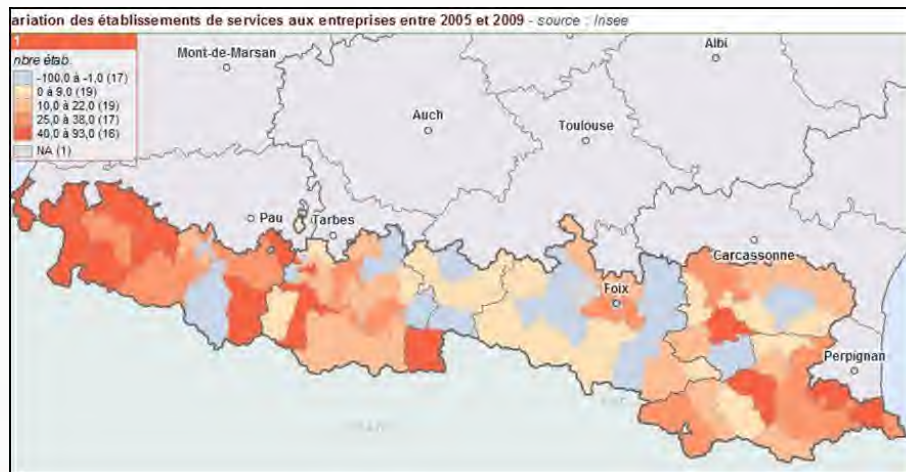 ariation des établissements de services aux entreprises entre 2005 et 2009 - source : Insee
1
nbre étab.
-100,0 à -1,0 (17)
0 à 9,0 (19)
10,0 à 22,0 (19)
25,0 à 38,0 (17)
40,0 à 93,0 (16)
NA (1)
Mont-de-Marsan
Albi
Auch
Toulouse
Pau
Tarbes
Carcassonne
Foix
Perpignan